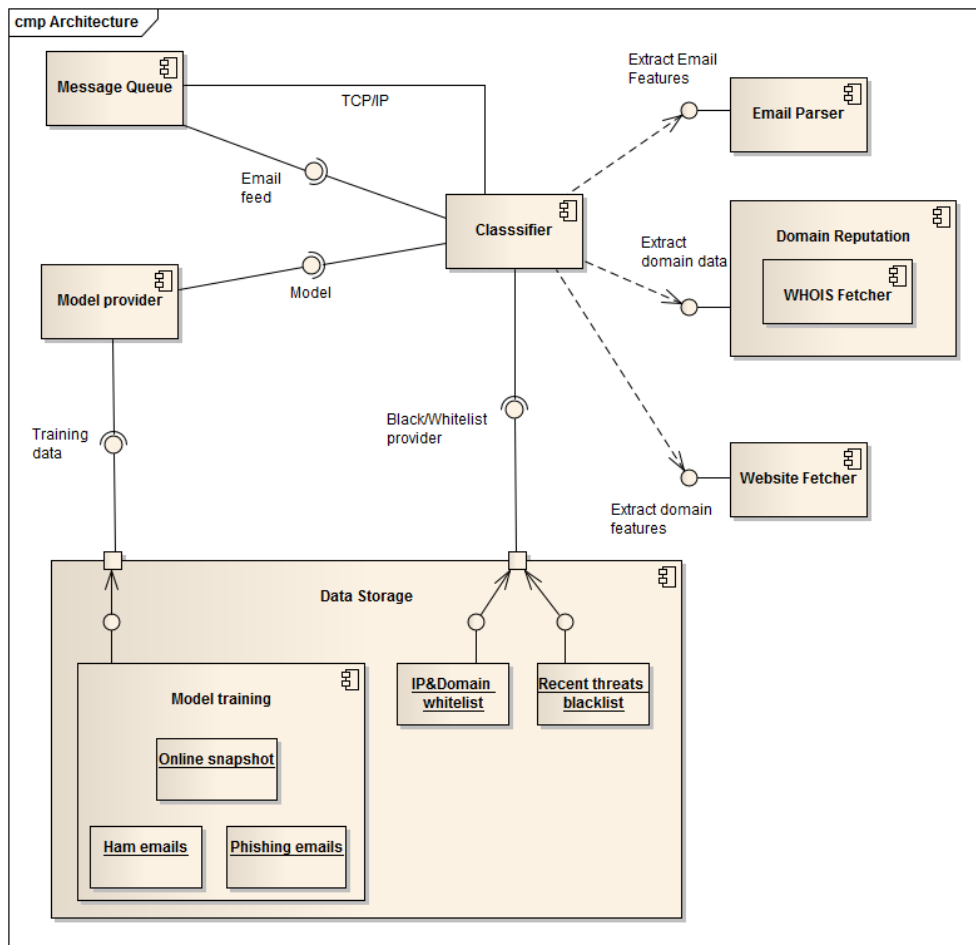 cmp Architecture
Message Queue
TCP/IP
Email
feed
Extract Email
Features
Email Parser
Classsifier
Domain Reputation
WHOIS Fetcher
Extract
domain data
Model provider
Model
Training
data
Black/Whitelist
provider
Website Fetcher
Extract domain
features
Data Storage
Model training
Online snapshot
Ham emails
Phishing emails
IP&Domain
whitelist
Recent threats
blacklist